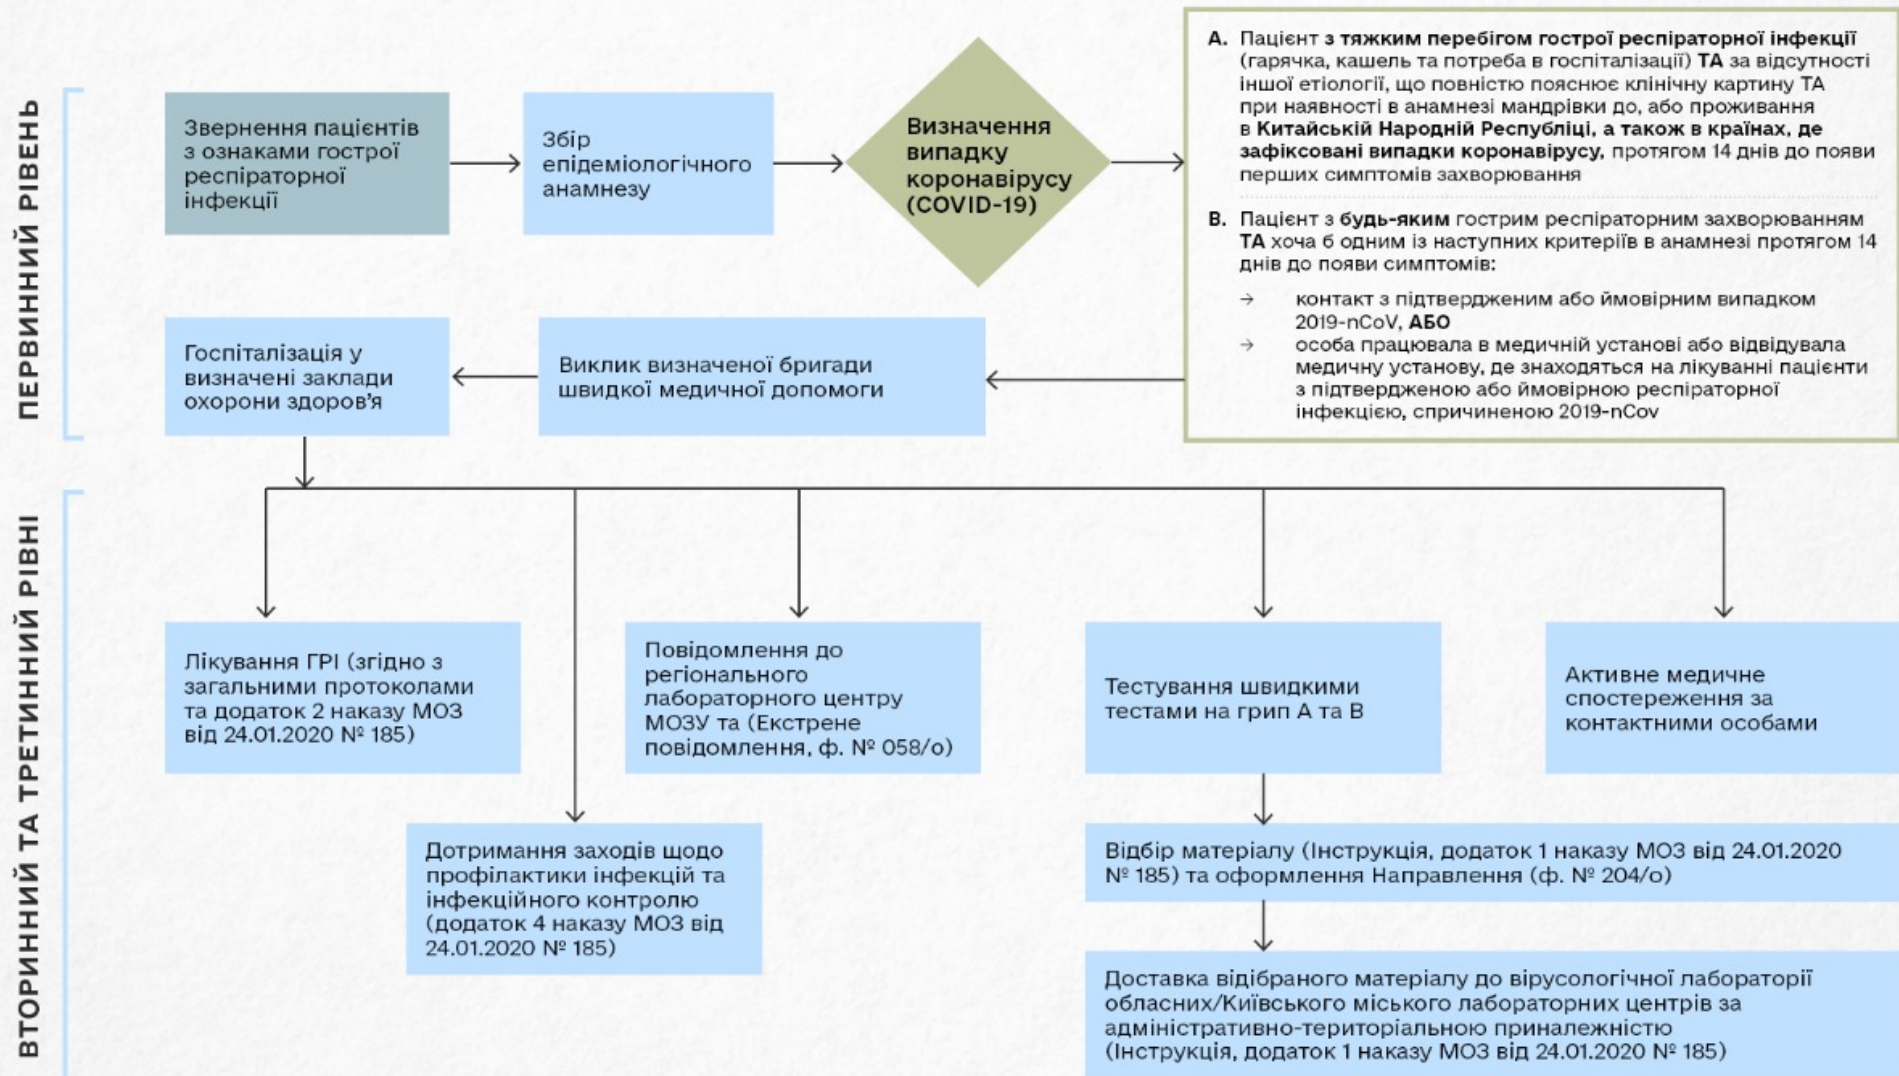 ПЕРВИННИЙ РІВЕНЬ
Звернення пацієнтів
з ознаками гострої
респіраторної
інфекції
Збір
епідеміологічного
анамнезу
Визначення
випадку
коронавірусу
(COVID-19)
A. Пацієнт з тяжким перебігом гострої респіраторної інфекції
(гарячка, кашель та потреба в госпіталізації) ТА за відсутності
іншої етіології, що повністю пояснює клінічну картину ТА
при наявності в анамнезі мандрівки до, або проживання
в Китайській Народній Республіці, а також в країнах, де
зафіксовані випадки коронавірусу, протягом 14 днів до появи
перших симптомів захворювання
B. Пацієнт з будь-яким гострим респіраторним захворюванням
ТА хоча б одним із наступних критеріїв в анамнезі протягом 14
днів до появи симптомів:
→ контакт з підтвердженим або ймовірним випадком
2019-nCoV, АБО
→ особа працювала в медичній установі або відвідувала
медичну установу, де знаходяться на лікуванні пацієнти
з підтвердженою або ймовірною респіраторної
інфекцією, спричиненою 2019-nCov
Виклик визначеної бригади
швидкої медичної допомоги
Госпіталізація у
визначені заклади
охорони здоров'я
ВТОРИННИЙ ТА ТРЕТИННИЙ РІВНІ
Лікування ГРІ (згідно з
загальними протоколами
та додаток 2 наказу МОЗ
від 24.01.2020 № 185)
Дотримання заходів щодо
профілактики інфекцій та
інфекційного контролю
(додаток 4 наказу МОЗ від
24.01.2020 № 185)
Повідомлення до
регіонального
лабораторного центру
МОЗУ та (Екстрене
повідомлення, ф. № 058/о)
Тестування швидкими
тестами на грип А та В
Відбір матеріалу (Інструкція, додаток 1 наказу МОЗ від 24.01.2020
№ 185) та оформлення Направлення (ф. № 204/о)
Доставка відібраного матеріалу до вірусологічної лабораторії
обласних/Київського міського лабораторних центрів за
адміністративно-територіальною приналежністю
(Інструкція, додаток 1 наказу МОЗ від 24.01.2020 № 185)
Активне медичне
спостереження за
контактними особами